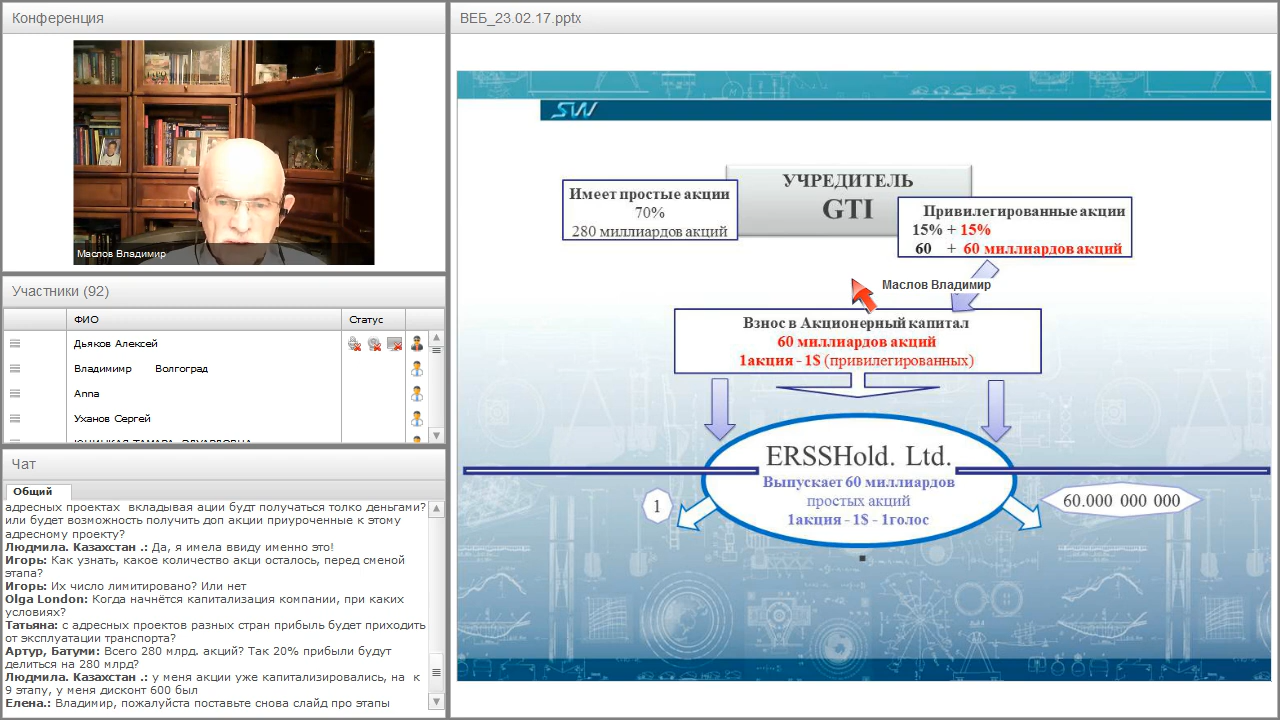 Конференция
Маслов Владимир
Участники (92)
ФИО
Статус
Дьяков Алексей
Владимимр Волгоград
Anna
Уханов Сергей
Чат
Общий
адресных проектах, вкладывая вции будт получаться только деньгами?
или будет возможность получить доп акции приуроченные к этому
адресному проекту?
Людмила. Казахстан .: Да, я имела ввиду именно это!
Игорь: Как узнать, какое количество акци осталось, перед сменой
этапа?
Игорь: Их число лимитировано? Или нет
Olga London: Когда начнётся капитализация компании, при каких
условиях?
Татьяна: с адресных проектов разных стран прибыль будет приходить
от эксплуатации транспорта?
Артур, Батуми: Всего 280 млрд. акций? Так 20% прибыли будут
делиться на 280 млрд?
Людмила. Казахстан .: у меня акции уже капитализировались, на к
9 этапу, у меня дисконт 600 был
Елена.: Владимир, пожалуйста поставьте снова слайд про этапы
ВЕБ_23.02.17.pptx
SW
УЧРЕДИТЕЛЬ
GTI
Имеет простые акции
70%
280 миллиардов акций
Привилегированные акции
15% + 15%
60 + 60 миллиардов акций
Маслов Владимир
Взнос в Акционерный капитал
60 миллиардов акций
1акция - 1$ (привилегированных)
ERSSHold. Ltd.
Выпускает 60 миллиардов
простых акций
1акция - 1$ - 1голос
1
60.000 000 000